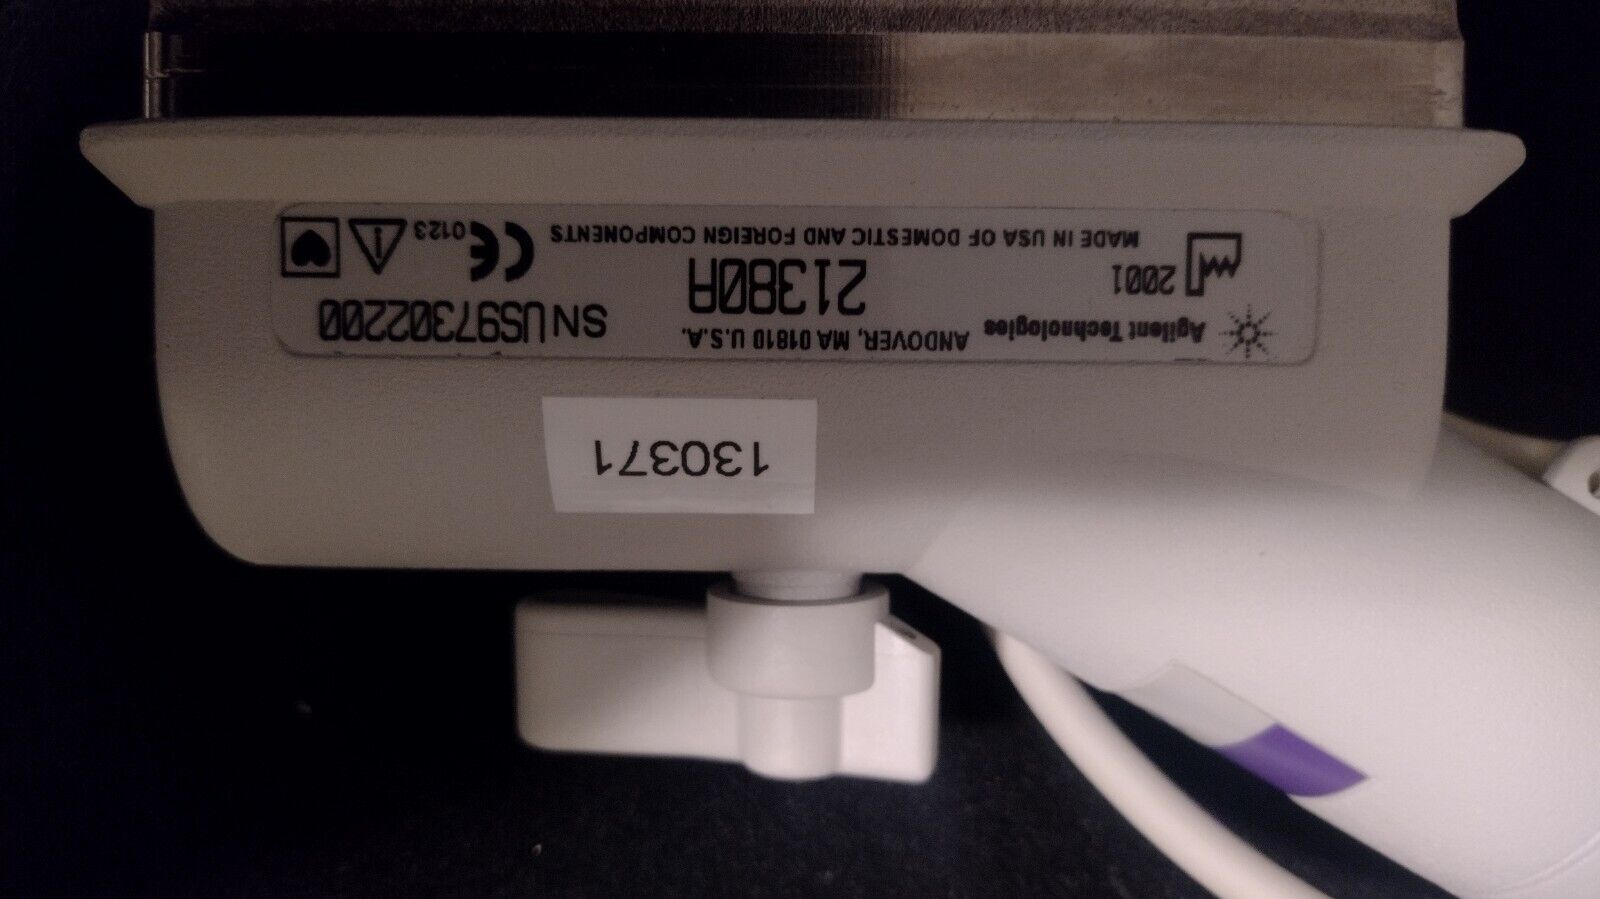 Agilent Technologies ANDOVER, MA 01810 U.S.A. SN US97302200
2001 21380A
MADE IN USA OF DOMESTIC AND FOREIGN COMPONENTS CE 0123
130371